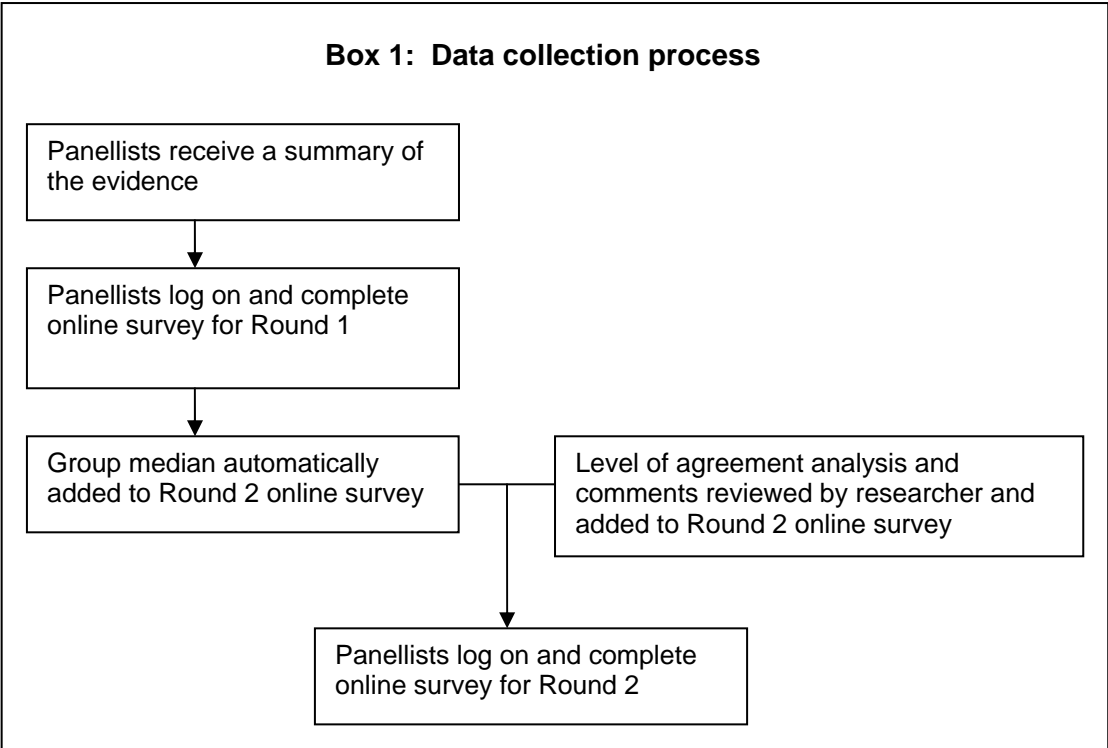 Box 1:  Data collection process
Panellists receive a summary of
the evidence
Panellists log on and complete
online survey for Round 1
Group median automatically
added to Round 2 online survey
Level of agreement analysis and
comments reviewed by researcher and
added to Round 2 online survey
Panellists log on and complete
online survey for Round 2